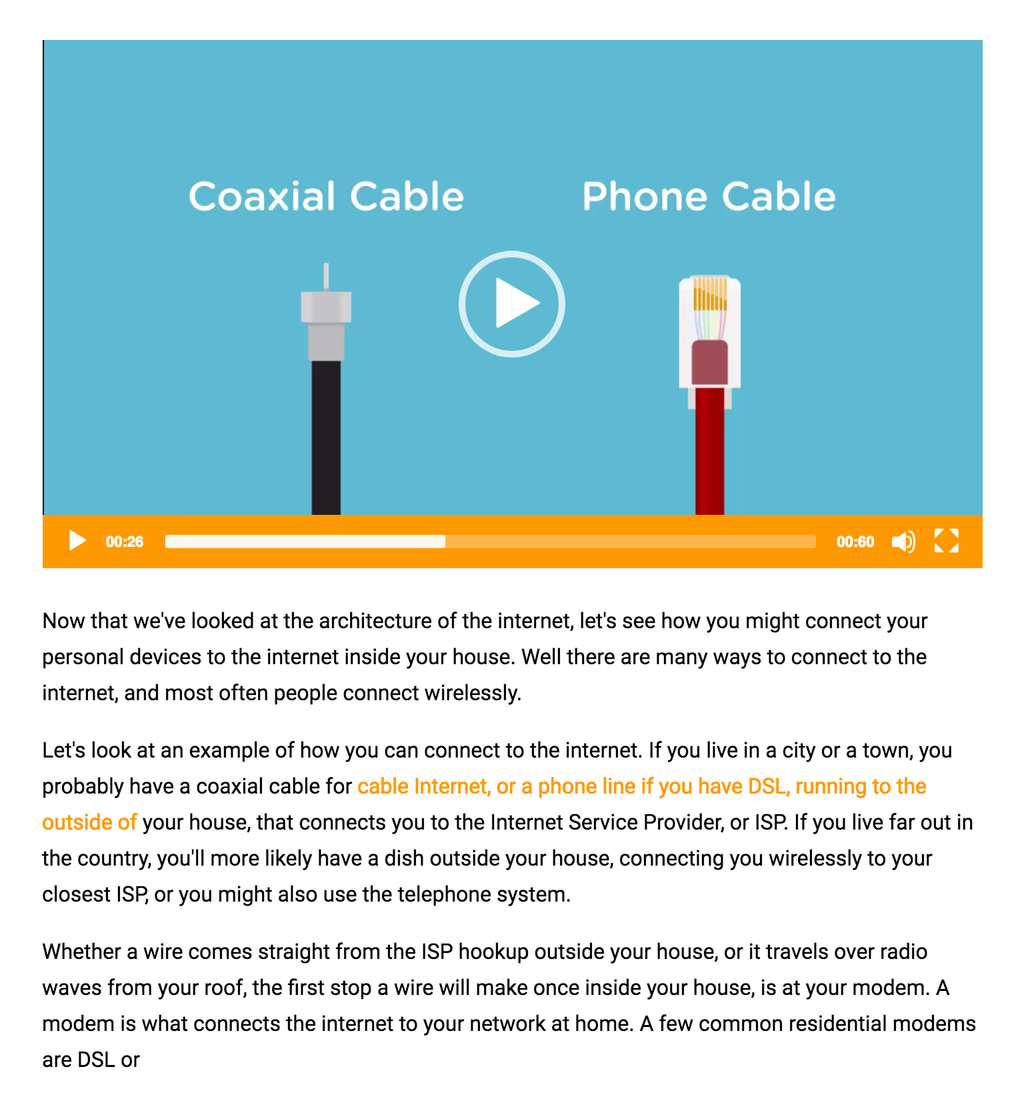 Coaxial Cable
Phone Cable
00:26
00:60
Now that we've looked at the architecture of the internet, let's see how you might connect your
personal devices to the internet inside your house. Well there are many ways to connect to the
internet, and most often people connect wirelessly.
Let's look at an example of how you can connect to the internet. If you live in a city or a town, you
probably have a coaxial cable for cable Internet, or a phone line if you have DSL, running to the
outside of your house, that connects you to the Internet Service Provider, or ISP. If you live far out in
the country, you'll more likely have a dish outside your house, connecting you wirelessly to your
closest ISP, or you might also use the telephone system.
Whether a wire comes straight from the ISP hookup outside your house, or it travels over radio
waves from your roof, the first stop a wire will make once inside your house, is at your modem. A
modem is what connects the internet to your network at home. A few common residential modems
are DSL or